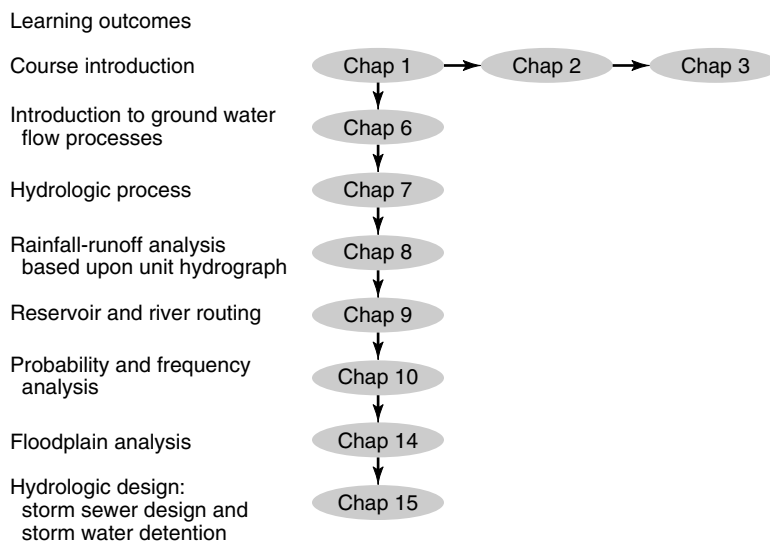 Learning outcomes
Course introduction
Chap 1
Chap 2
Chap 3
Introduction to ground water
flow processes
Chap 6
Hydrologic process
Chap 7
Rainfall-runoff analysis
based upon unit hydrograph
Chap 8
Reservoir and river routing
Chap 9
Probability and frequency
analysis
Chap 10
Floodplain analysis
Chap 14
Hydrologic design:
storm sewer design and
storm water detention
Chap 15